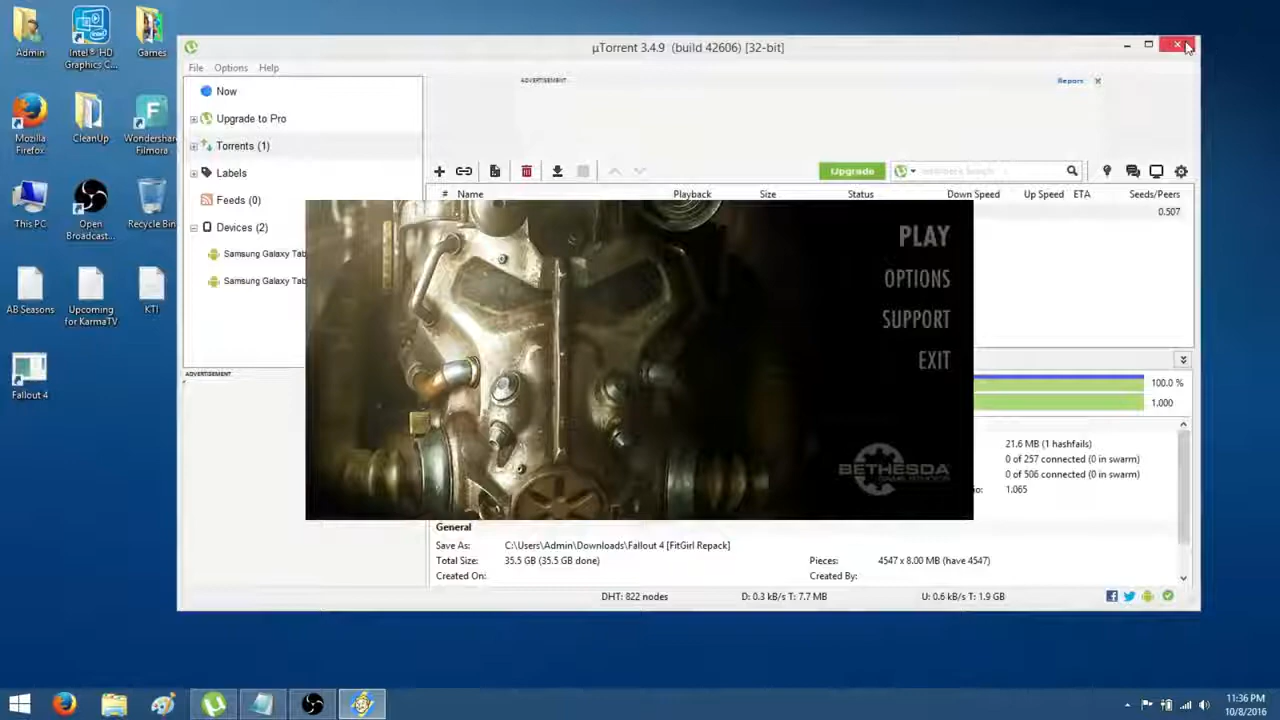 Admin
Intel® HD
Graphics C...
Games
Mozilla
Firefox
CleanUp
Wondershare
Filmora
This PC
Open
Broadcast...
Recycle Bin
AB Seasons
Upcoming
for KarmaTV
KTI
Fallout 4
µTorrent 3.4.9 (build 42606) [32-bit]
File Options Help
ADVERTISEMENT
Report
Now
Upgrade to Pro
Torrents (1)
Labels
Feeds (0)
Devices (2)
Samsung Galaxy Tab
Samsung Galaxy Tab
ADVERTISEMENT
Upgrade
# Name Playback Size Status Down Speed Up Speed ETA Seeds/Peers
0.507
PLAY
OPTIONS
SUPPORT
EXIT
BETHESDA
GAME STUDIOS
100.0 %
1.000
21.6 MB (1 hashfails)
0 of 257 connected (0 in swarm)
0 of 506 connected (0 in swarm)
1.065
General
Save As: C:\Users\Admin\Downloads\Fallout 4 [FitGirl Repack]
Total Size: 35.5 GB (35.5 GB done) Pieces: 4547 x 8.00 MB (have 4547)
Created On: Created By:
DHT: 822 nodes D: 0.3 kB/s T: 7.7 MB U: 0.6 kB/s T: 1.9 GB
11:36 PM
10/8/2016